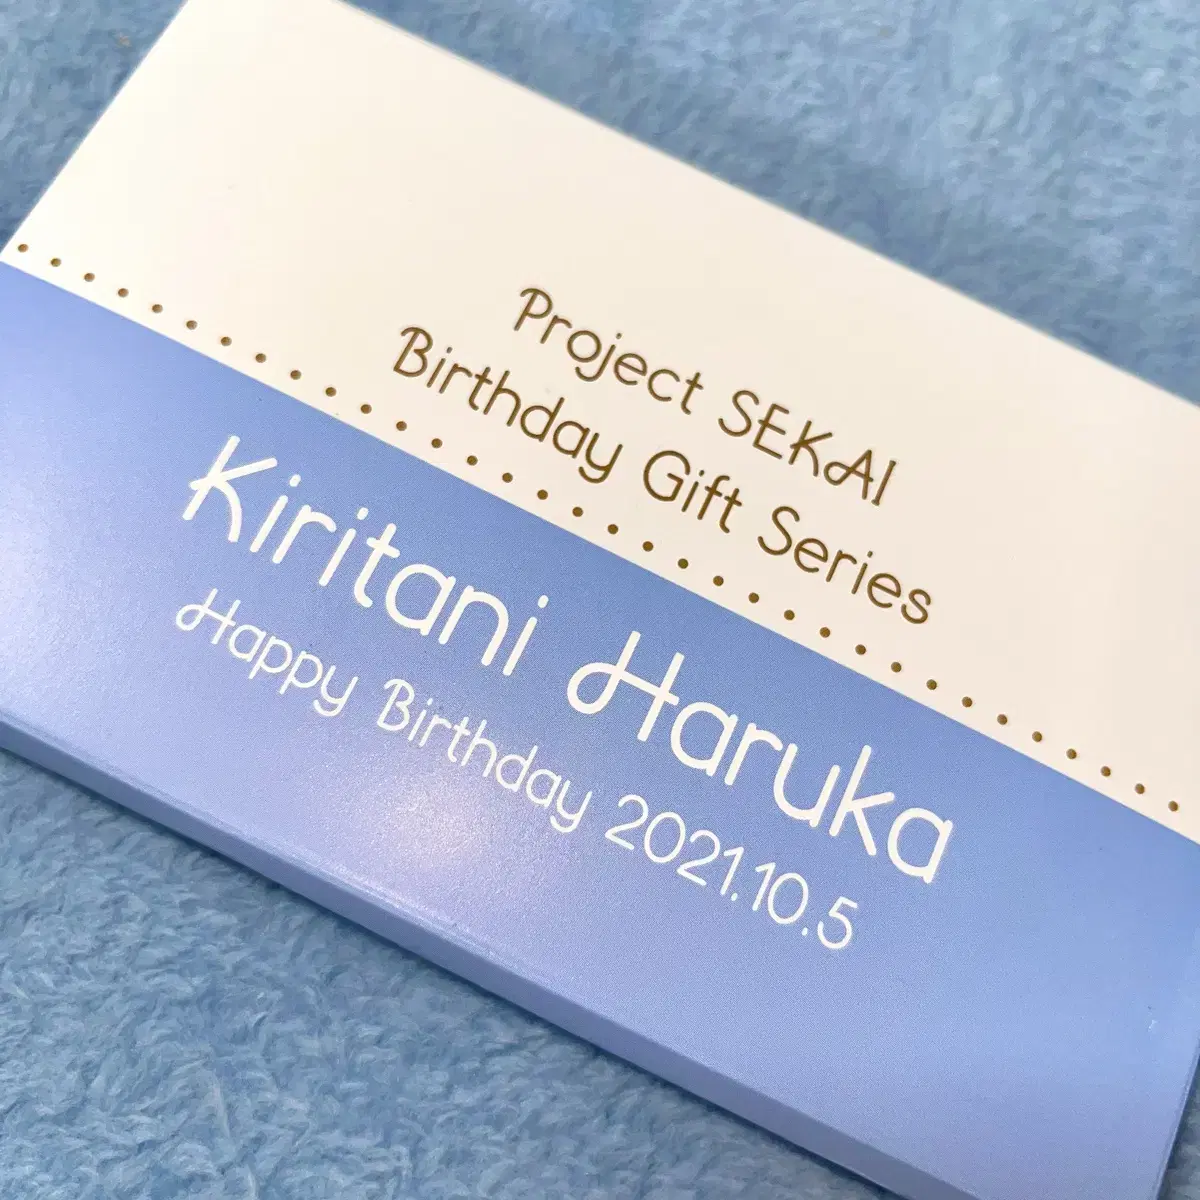 Project SEKAI
Birthday Gift Series
Kiritani Haruka
Happy Birthday 2021.10.5